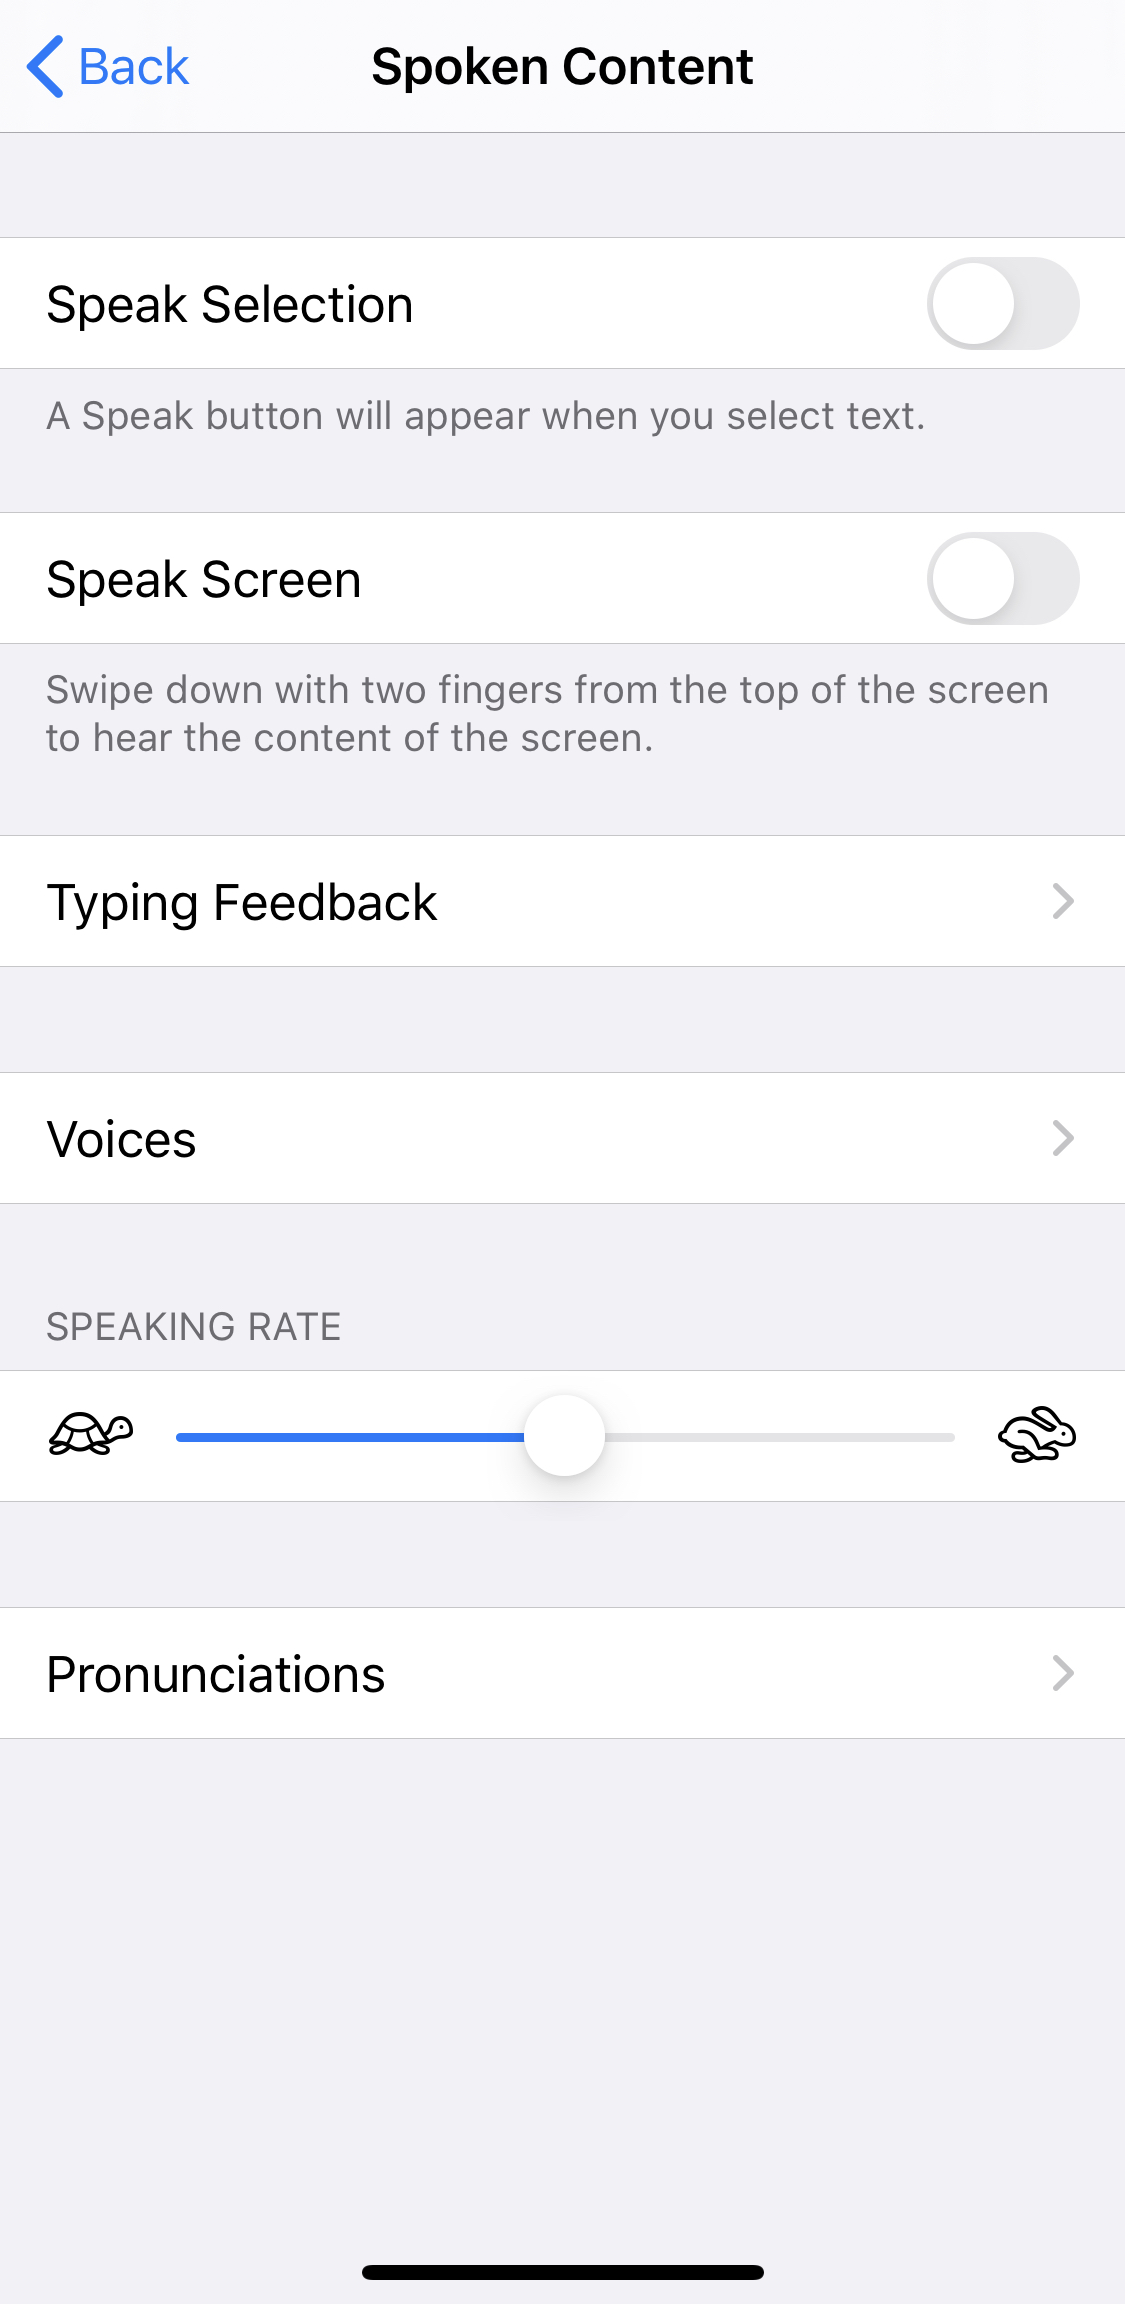 Back
Spoken Content
Speak Selection
A Speak button will appear when you select text.
Speak Screen
Swipe down with two fingers from the top of the screen
to hear the content of the screen.
Typing Feedback
Voices
SPEAKING RATE
Pronunciations